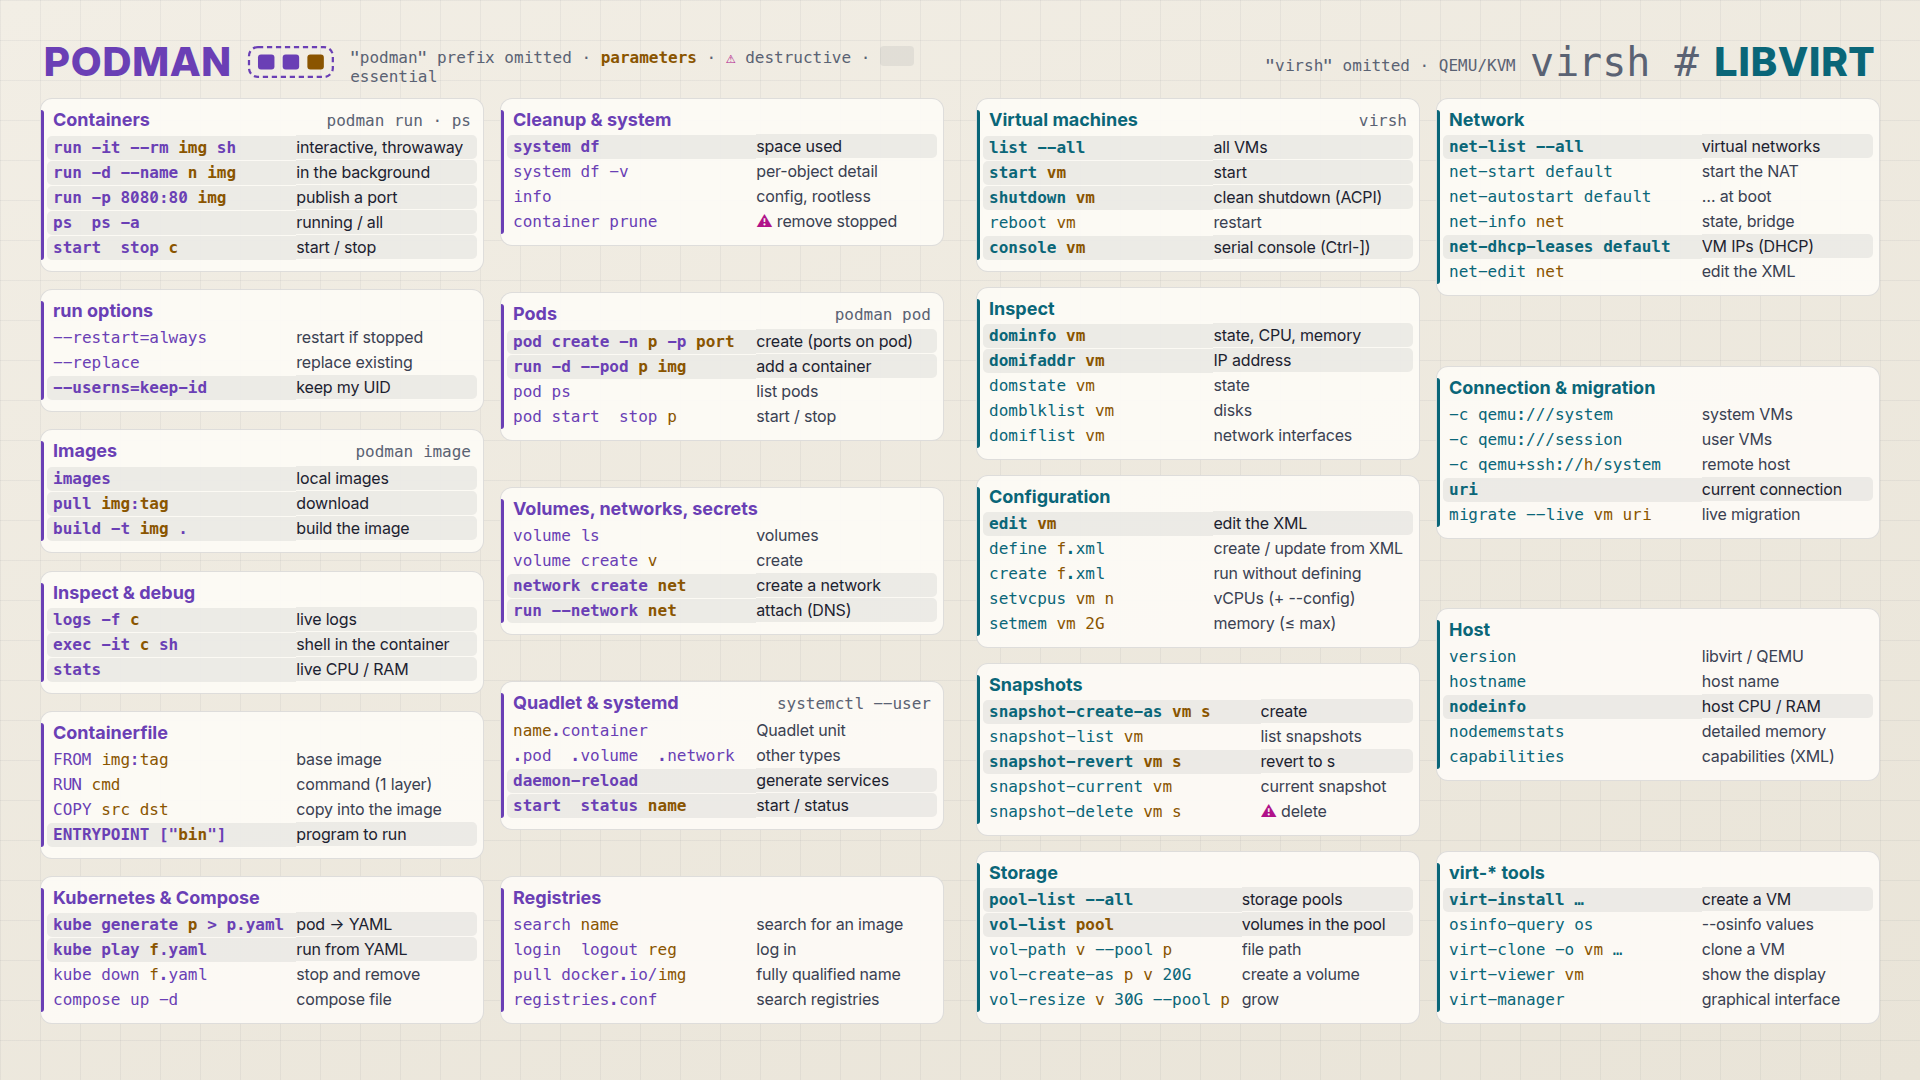 PODMAN
"podman" prefix omitted · parameters · ⚠ destructive ·
essential
"virsh" omitted · QEMU/KVM virsh # LIBVIRT
Containers podman run · ps
run -it --rm img sh interactive, throwaway
run -d --name n img in the background
run -p 8080:80 img publish a port
ps ps -a running / all
start stop c start / stop
run options
--restart=always restart if stopped
--replace replace existing
--userns=keep-id keep my UID
Images podman image
images local images
pull img:tag download
build -t img . build the image
Inspect & debug
logs -f c live logs
exec -it c sh shell in the container
stats live CPU / RAM
Containerfile
FROM img:tag base image
RUN cmd command (1 layer)
COPY src dst copy into the image
ENTRYPOINT ["bin"] program to run
Kubernetes & Compose
kube generate p > p.yaml pod → YAML
kube play f.yaml run from YAML
kube down f.yaml stop and remove
compose up -d compose file
Cleanup & system
system df space used
system df -v per-object detail
info config, rootless
container prune ⚠ remove stopped
Pods podman pod
pod create -n p -p port create (ports on pod)
run -d --pod p img add a container
pod ps list pods
pod start stop p start / stop
Volumes, networks, secrets
volume ls volumes
volume create v create
network create net create a network
run --network net attach (DNS)
Quadlet & systemd systemctl --user
name.container Quadlet unit
.pod .volume .network other types
daemon-reload generate services
start status name start / status
Registries
search name search for an image
login logout reg log in
pull docker.io/img fully qualified name
registries.conf search registries
Virtual machines virsh
list --all all VMs
start vm start
shutdown vm clean shutdown (ACPI)
reboot vm restart
console vm serial console (Ctrl-])
Inspect
dominfo vm state, CPU, memory
domifaddr vm IP address
domstate vm state
domblklist vm disks
domiflist vm network interfaces
Configuration
edit vm edit the XML
define f.xml create / update from XML
create f.xml run without defining
setvcpus vm n vCPUs (+ --config)
setmem vm 2G memory (≤ max)
Snapshots
snapshot-create-as vm s create
snapshot-list vm list snapshots
snapshot-revert vm s revert to s
snapshot-current vm current snapshot
snapshot-delete vm s ⚠ delete
Storage
pool-list --all storage pools
vol-list pool volumes in the pool
vol-path v --pool p file path
vol-create-as p v 20G create a volume
vol-resize v 30G --pool p grow
Network
net-list --all virtual networks
net-start default start the NAT
net-autostart default … at boot
net-info net state, bridge
net-dhcp-leases default VM IPs (DHCP)
net-edit net edit the XML
Connection & migration
-c qemu:///system system VMs
-c qemu:///session user VMs
-c qemu+ssh://h/system remote host
uri current connection
migrate --live vm uri live migration
Host
version libvirt / QEMU
hostname host name
nodeinfo host CPU / RAM
nodememstats detailed memory
capabilities capabilities (XML)
virt-* tools
virt-install … create a VM
osinfo-query os --osinfo values
virt-clone -o vm … clone a VM
virt-viewer vm show the display
virt-manager graphical interface